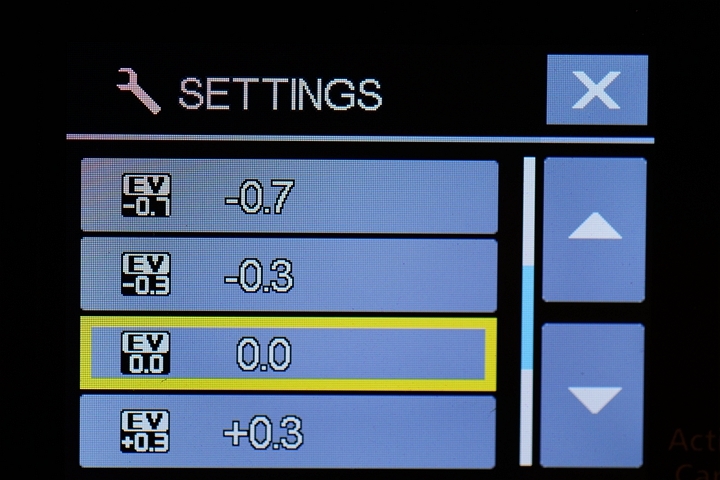 SETTINGS X
EV -0.7 -0.7
EV -0.3 -0.3
EV 0.0 0.0
EV +0.3 +0.3